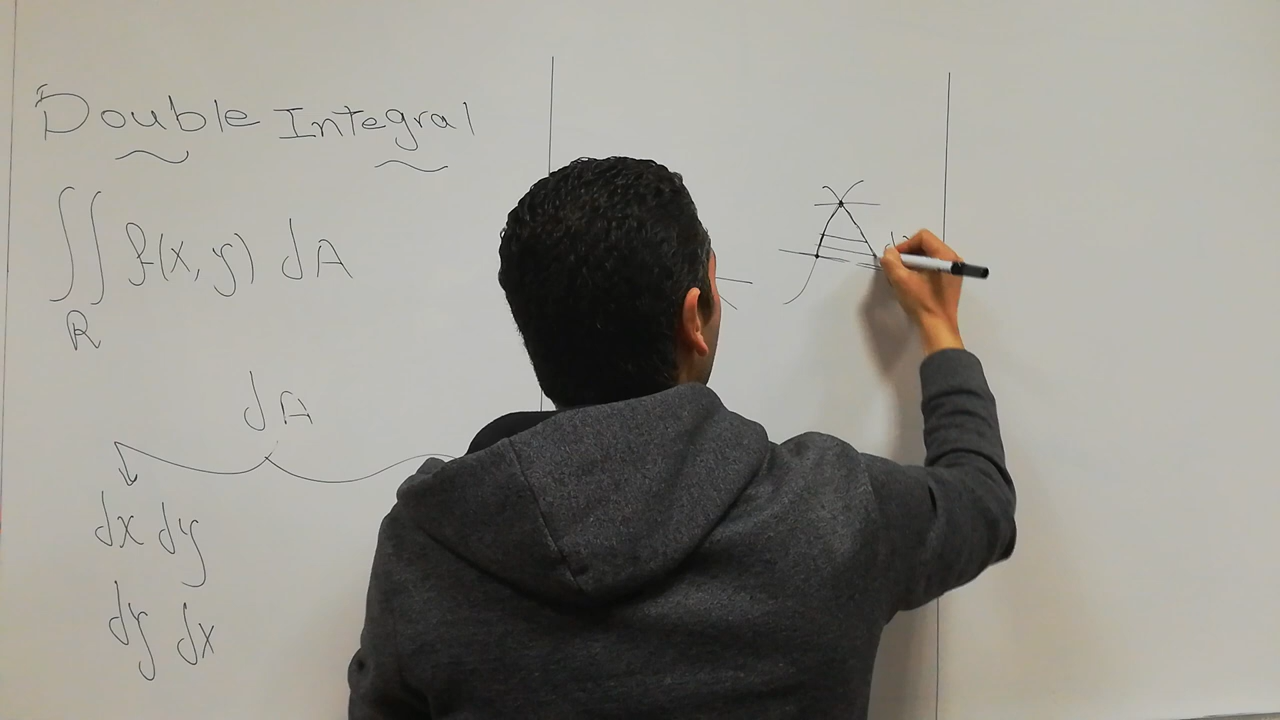 Double Integral
∬ f(x, y) dA
R
dA
dx dy
dy dx